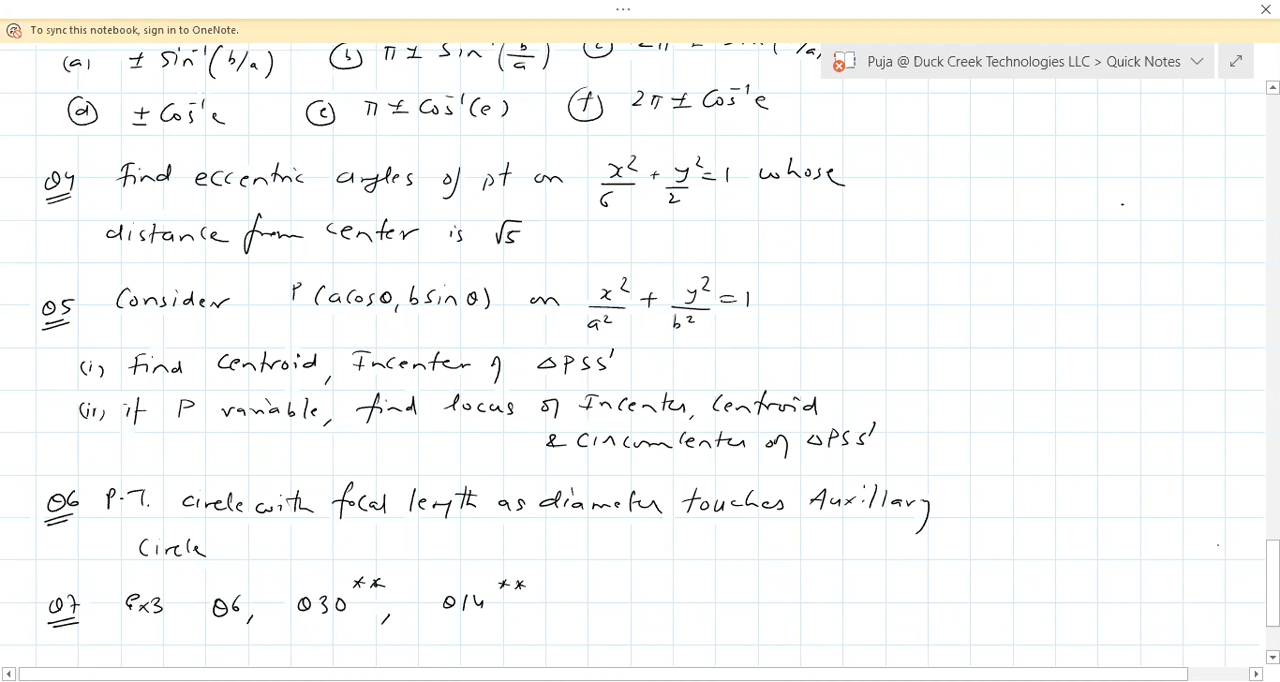 ...
To sync this notebook, sign in to OneNote.
Puja @ Duck Creek Technologies LLC > Quick Notes
(a) ± sin⁻¹(b/a) (b) π ± sin⁻¹(b/a)
(d) ± Cos⁻¹e (e) π ± Cos⁻¹(e) (f) 2π ± Cos⁻¹e
Q4 Find eccentric angles of pt on x²/6 + y²/2 = 1 whose
distance from center is √5
Q5 Consider P(acosθ, bsinθ) on x²/a² + y²/b² = 1
(i) Find Centroid, Incenter of △PSS'
(ii) if P variable, find locus of Incenter, Centroid
& Circumcenter of △PSS'
Q6 P.T. circle with focal length as diameter touches Auxillary
Circle
Q7 Ex3 Q6, Q30**, Q14**